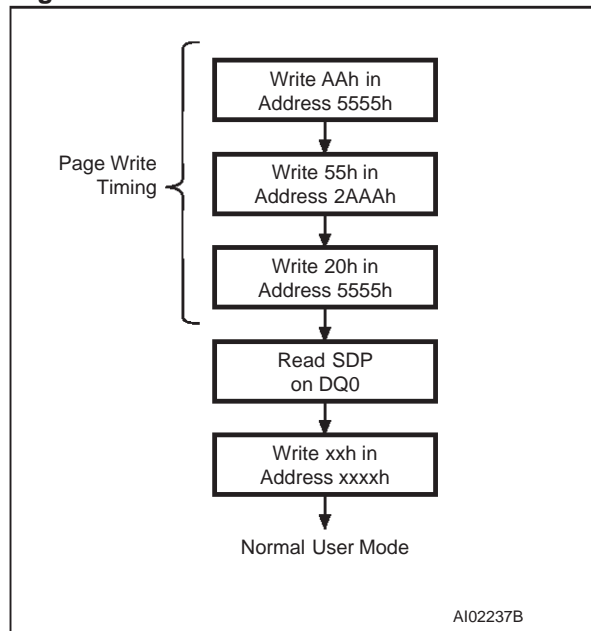 Write AAh in
Address 5555h
Page Write
Timing
Write 55h in
Address 2AAAh
Write 20h in
Address 5555h
Read SDP
on DQ0
Write xxh in
Address xxxxh
Normal User Mode
AI02237B